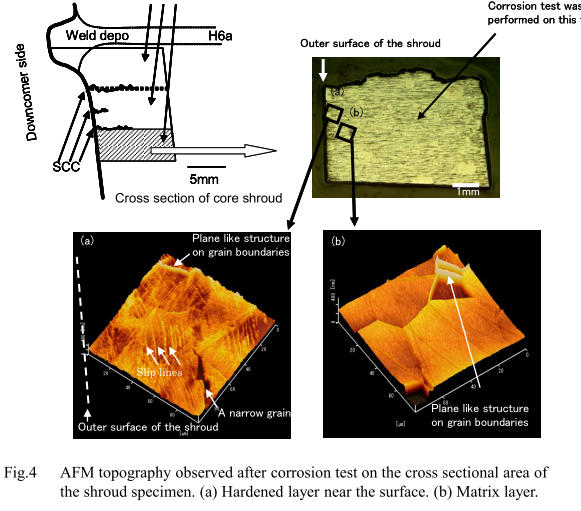 Corrosion test was
performed on this
Weld depo
H6a
Outer surface of the shroud
Downcomer side
(a)
(b)
SCC
5mm
1mm
Cross section of core shroud
(a)
Plane like structure
on grain boundaries
Slip lines
A narrow grain
Outer surface of the shroud
(b)
Plane like structure
on grain boundaries
Fig.4 AFM topography observed after corrosion test on the cross sectional area of
the shroud specimen. (a) Hardened layer near the surface. (b) Matrix layer.